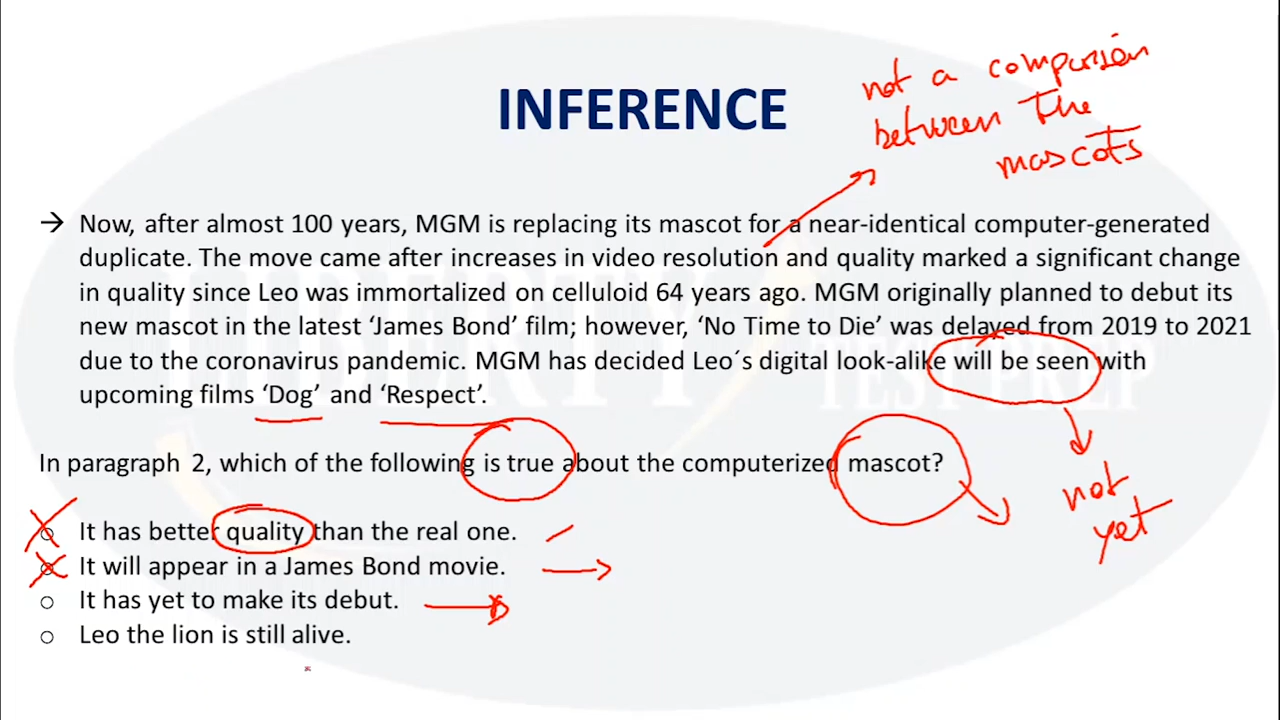 INFERENCE
not a comparsion
between The
mascots
→ Now, after almost 100 years, MGM is replacing its mascot for a near-identical computer-generated
duplicate. The move came after increases in video resolution and quality marked a significant change
in quality since Leo was immortalized on celluloid 64 years ago. MGM originally planned to debut its
new mascot in the latest ‘James Bond’ film; however, ‘No Time to Die’ was delayed from 2019 to 2021
due to the coronavirus pandemic. MGM has decided Leo´s digital look-alike will be seen with
upcoming films ‘Dog’ and ‘Respect’.
In paragraph 2, which of the following is true about the computerized mascot?
not
yet
It has better quality than the real one.
It will appear in a James Bond movie.
It has yet to make its debut.
Leo the lion is still alive.